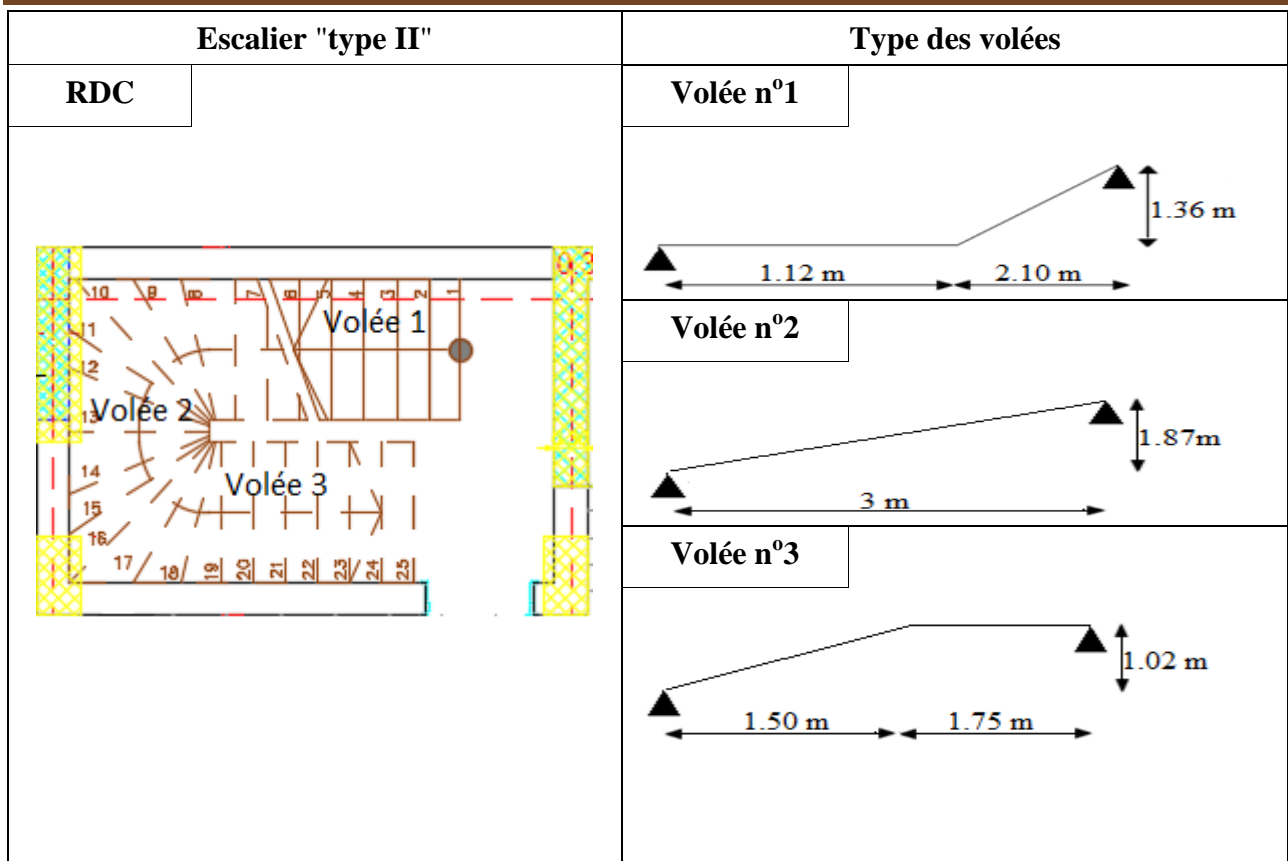 Escalier "type II"
Type des volées
RDC
Volée n°1
1.36 m
1.12 m
2.10 m
10 9 8 7 6 5 4 3 2 1
11
Volée 1
12
Volée 2
13
14
Volée 3
15
16
17 18 19 20 21 22 23 24 25
Volée n°2
1.87m
3 m
Volée n°3
1.02 m
1.50 m
1.75 m